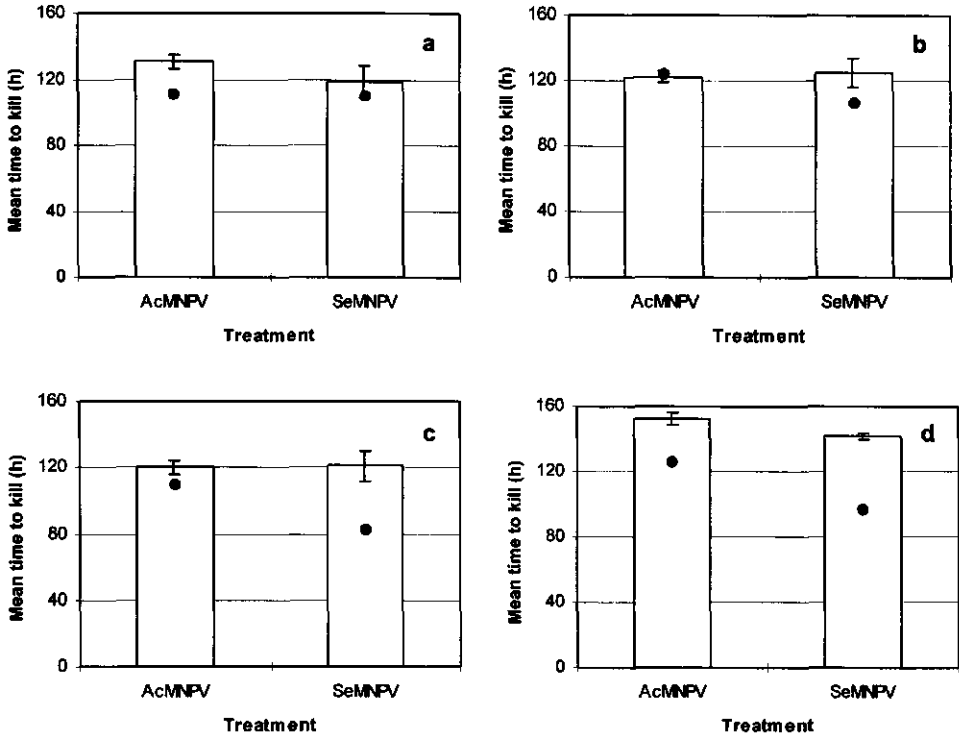 160
120
80
40
0
Mean time to kill (h)
a
AcMNPV SeMNPV
Treatment
160
120
80
40
0
Mean time to kill (h)
b
AcMNPV SeMNPV
Treatment
160
120
80
40
0
Mean time to kill (h)
c
AcMNPV SeMNPV
Treatment
160
120
80
40
0
Mean time to kill (h)
d
AcMNPV SeMNPV
Treatment